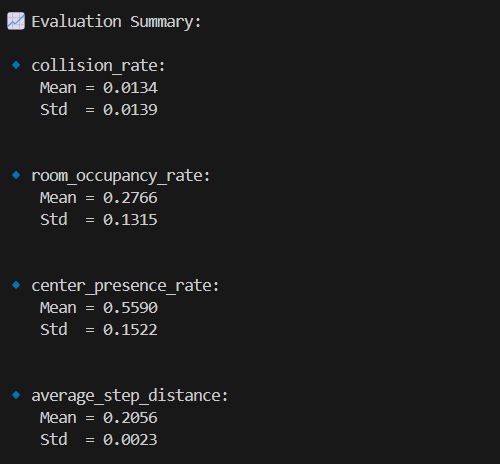 📈 Evaluation Summary:
🔹 collision_rate:
Mean = 0.0134
Std  = 0.0139
🔹 room_occupancy_rate:
Mean = 0.2766
Std  = 0.1315
🔹 center_presence_rate:
Mean = 0.5590
Std  = 0.1522
🔹 average_step_distance:
Mean = 0.2056
Std  = 0.0023